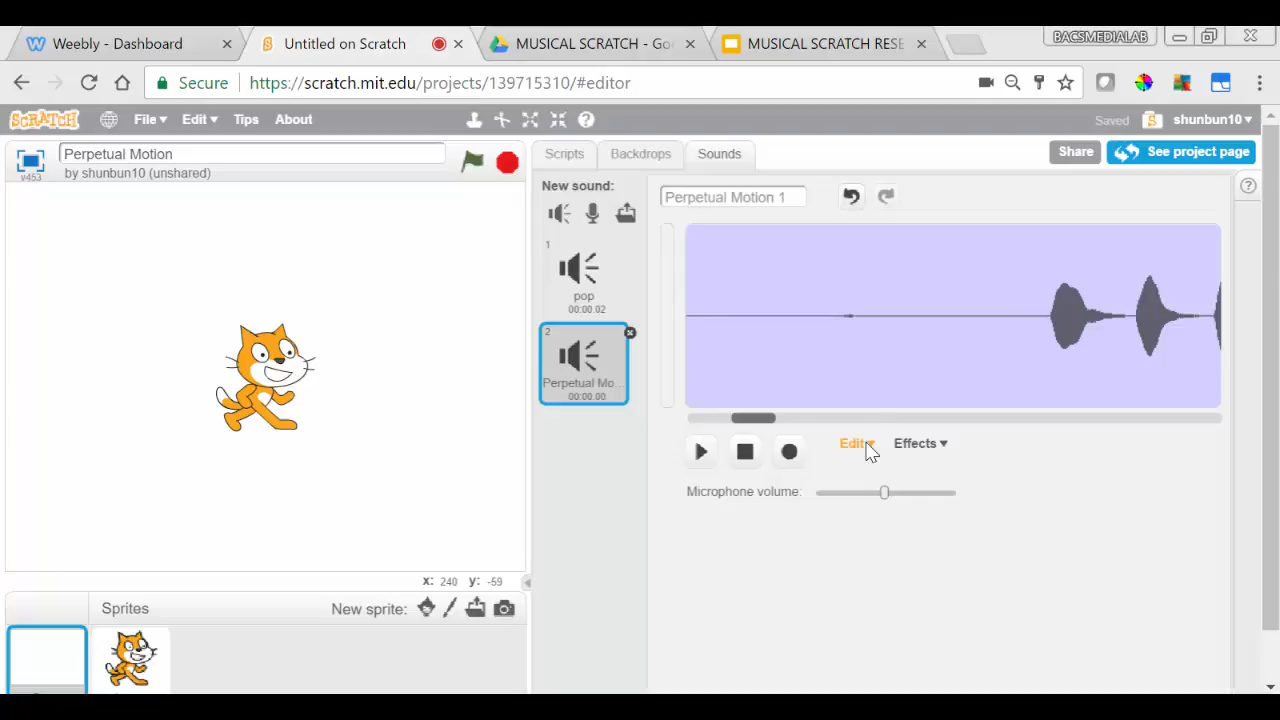 BACSMEDIALAB
Weebly - Dashboard
Untitled on Scratch
MUSICAL SCRATCH - Go
MUSICAL SCRATCH RESE
Secure
https://scratch.mit.edu/projects/139715310/#editor
SCRATCH File Edit Tips About
Saved shunbun10
Perpetual Motion
by shunbun10 (unshared)
v453
Scripts Backdrops Sounds
Share See project page
New sound:
Perpetual Motion 1
1
pop
00:00.02
2
Perpetual Mo...
00:00.00
Edit Effects
Microphone volume:
x: 240 y: -59
Sprites New sprite: